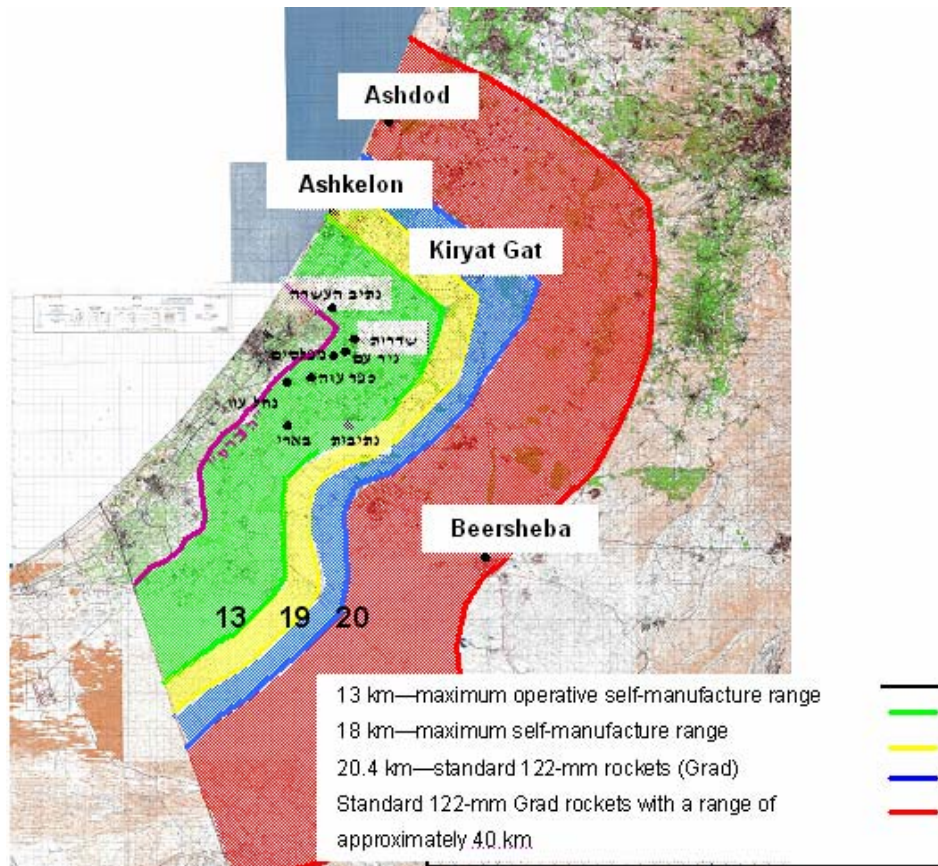 Ashdod
Ashkelon
Kiryat Gat
נתיב העשרה
שדרות
ניר עם
מפלסים
כפר עזה
נחל עוז
בארי
נתיבות
Beersheba
13 19 20
13 km—maximum operative self-manufacture range
18 km—maximum self-manufacture range
20.4 km—standard 122-mm rockets (Grad)
Standard 122-mm Grad rockets with a range of
approximately 40 km